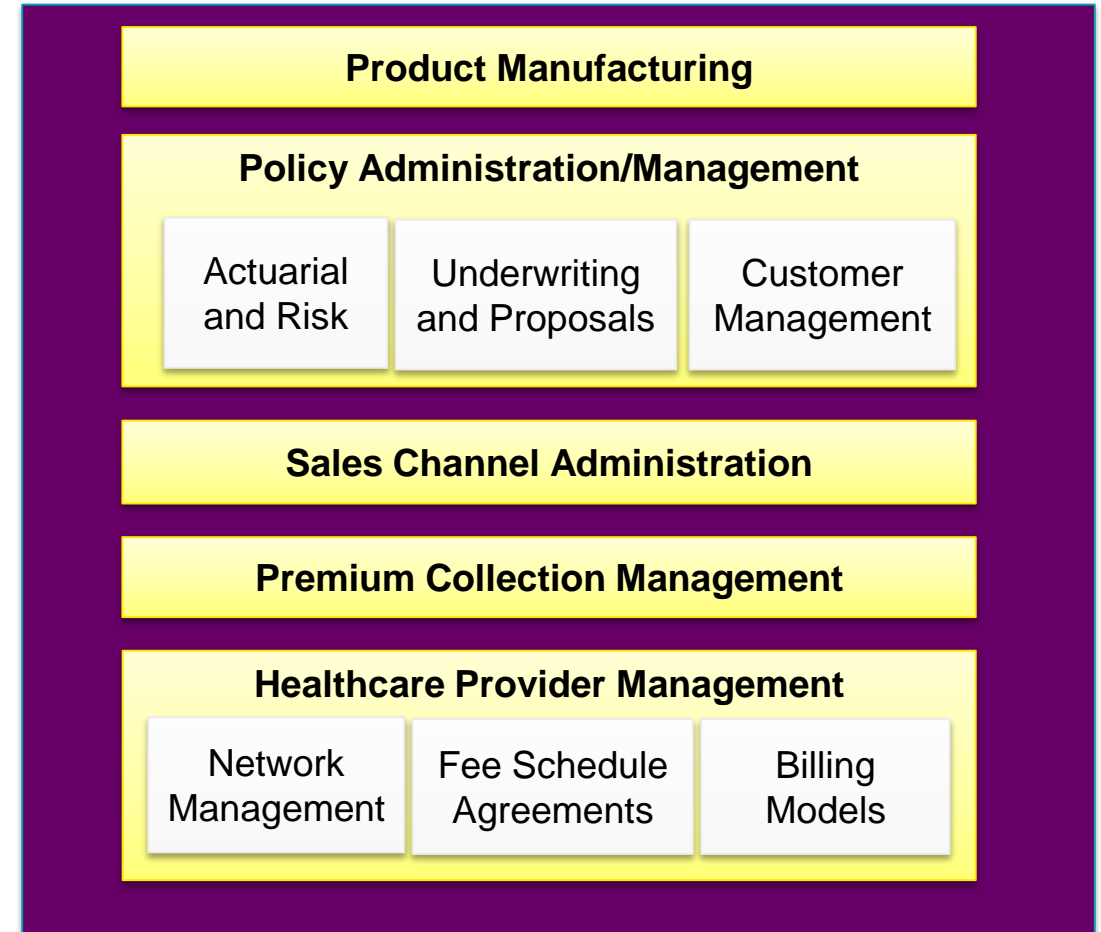 Product Manufacturing
Policy Administration/Management
Actuarial
and Risk
Underwriting
and Proposals
Customer
Management
Sales Channel Administration
Premium Collection Management
Healthcare Provider Management
Network
Management
Fee Schedule
Agreements
Billing
Models